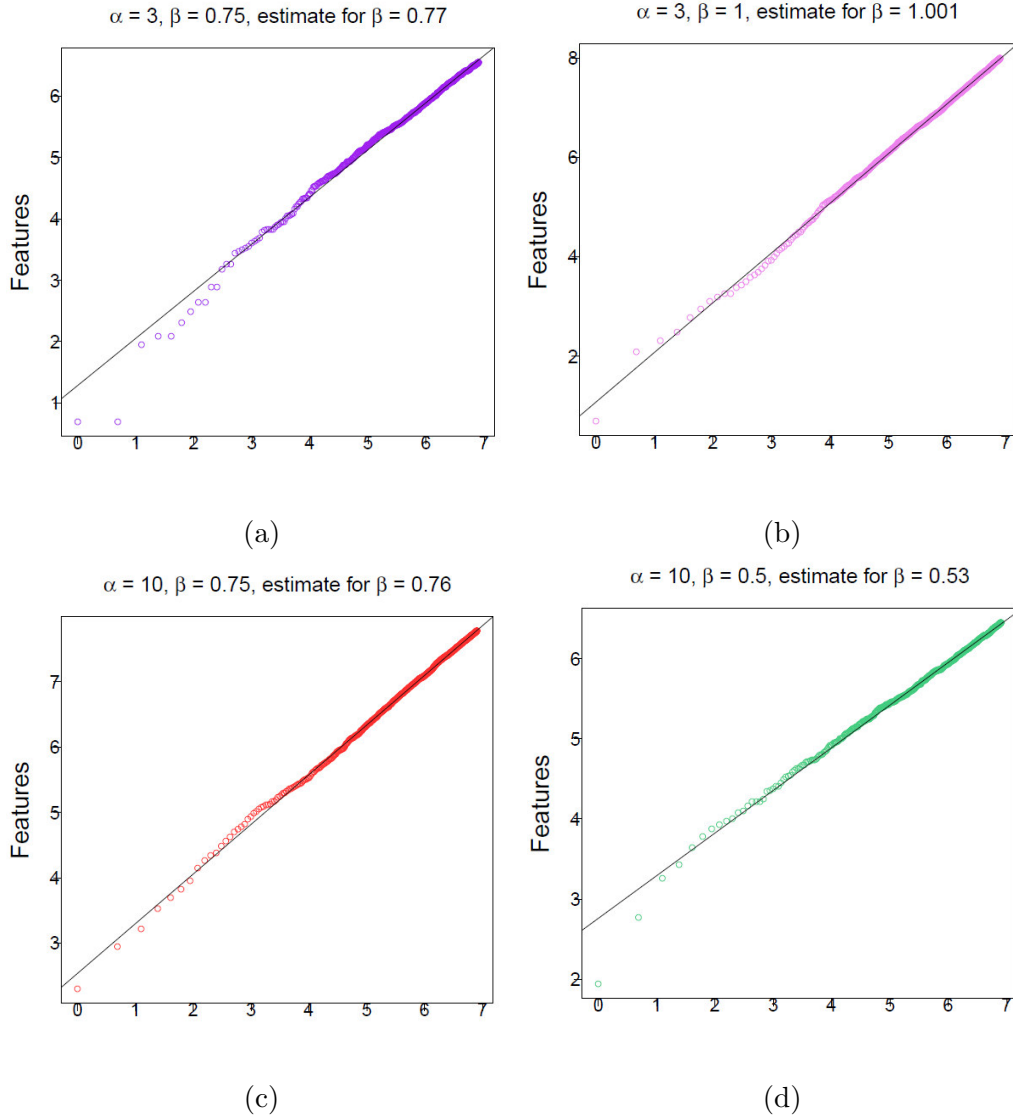 α = 3, β = 0.75, estimate for β = 0.77
Features
6
5
4
3
2
1
0 1 2 3 4 5 6 7
(a)
α = 3, β = 1, estimate for β = 1.001
Features
8
6
4
2
0 1 2 3 4 5 6 7
(b)
α = 10, β = 0.75, estimate for β = 0.76
Features
7
6
5
4
3
0 1 2 3 4 5 6 7
(c)
α = 10, β = 0.5, estimate for β = 0.53
Features
6
5
4
3
2
0 1 2 3 4 5 6 7
(d)